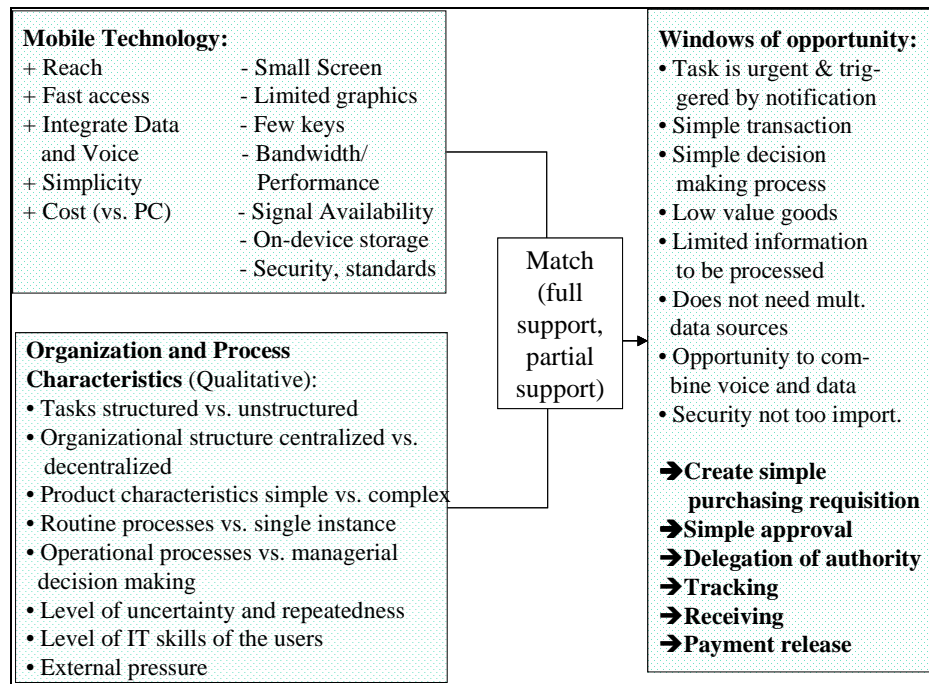 Mobile Technology:
+ Reach
+ Fast access
+ Integrate Data
and Voice
+ Simplicity
+ Cost (vs. PC)
- Small Screen
- Limited graphics
- Few keys
- Bandwidth/
Performance
- Signal Availability
- On-device storage
- Security, standards
Organization and Process
Characteristics (Qualitative):
• Tasks structured vs. unstructured
• Organizational structure centralized vs.
decentralized
• Product characteristics simple vs. complex
• Routine processes vs. single instance
• Operational processes vs. managerial
decision making
• Level of uncertainty and repeatedness
• Level of IT skills of the users
• External pressure
Match
(full
support,
partial
support)
Windows of opportunity:
• Task is urgent & trig-
gered by notification
• Simple transaction
• Simple decision
making process
• Low value goods
• Limited information
to be processed
• Does not need mult.
data sources
• Opportunity to com-
bine voice and data
• Security not too import.
➔Create simple
purchasing requisition
➔Simple approval
➔Delegation of authority
➔Tracking
➔Receiving
➔Payment release